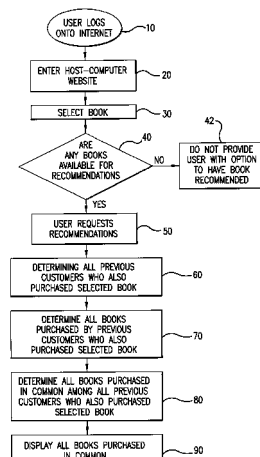 USER LOGS
ONTO INTERNET
10
ENTER HOST-COMPUTER
WEBSITE
20
SELECT BOOK
30
ARE
ANY BOOKS
AVAILABLE FOR
RECOMMENDATIONS
40
NO
42
DO NOT PROVIDE
USER WITH OPTION
TO HAVE BOOK
RECOMMENDED
YES
USER REQUESTS
RECOMMENDATIONS
50
DETERMINING ALL PREVIOUS
CUSTOMERS WHO ALSO
PURCHASED SELECTED BOOK
60
DETERMINE ALL BOOKS
PURCHASED BY PREVIOUS
CUSTOMERS WHO ALSO
PURCHASED SELECTED BOOK
70
DETERMINE ALL BOOKS PURCHASED
IN COMMON AMONG ALL PREVIOUS
CUSTOMERS WHO ALSO PURCHASED
SELECTED BOOK
80
DISPLAY ALL BOOKS PURCHASED
IN COMMON
90